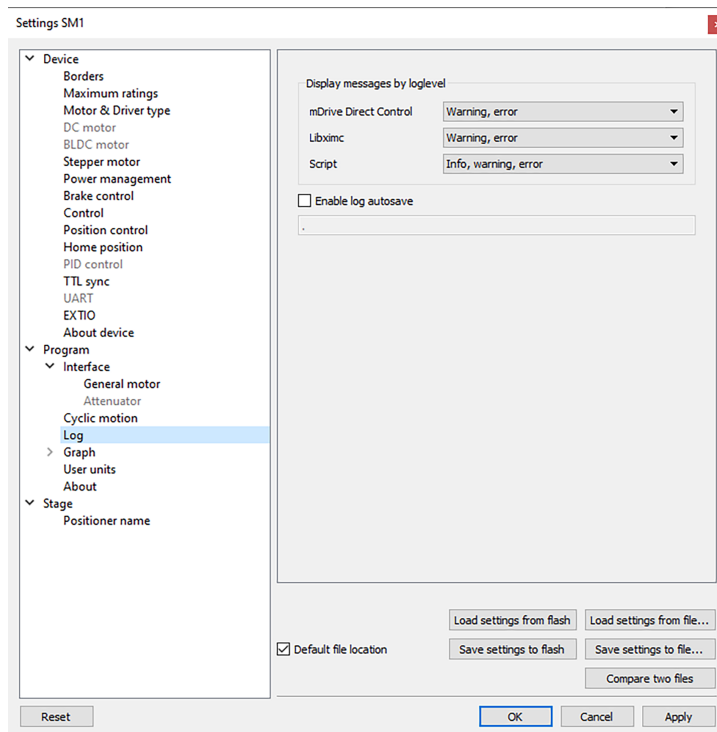 Settings SM1
Device
Borders
Maximum ratings
Motor & Driver type
DC motor
BLDC motor
Stepper motor
Power management
Brake control
Control
Position control
Home position
PID control
TTL sync
UART
EXTIO
About device
Program
Interface
General motor
Attenuator
Cyclic motion
Log
Graph
User units
About
Stage
Positioner name
Display messages by loglevel
mDrive Direct Control Warning, error
Libximc Warning, error
Script Info, warning, error
Enable log autosave
.
Load settings from flash Load settings from file...
Default file location Save settings to flash Save settings to file...
Compare two files
Reset OK Cancel Apply